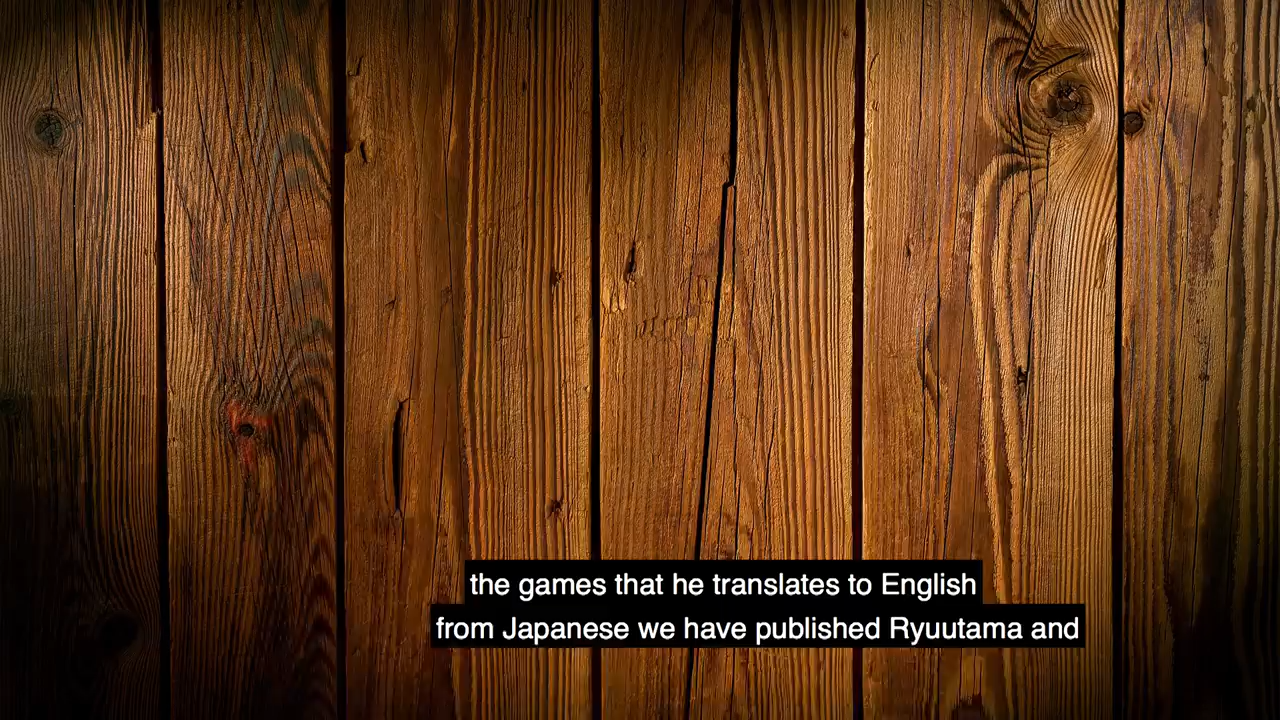 the games that he translates to English
from Japanese we have published Ryuutama and